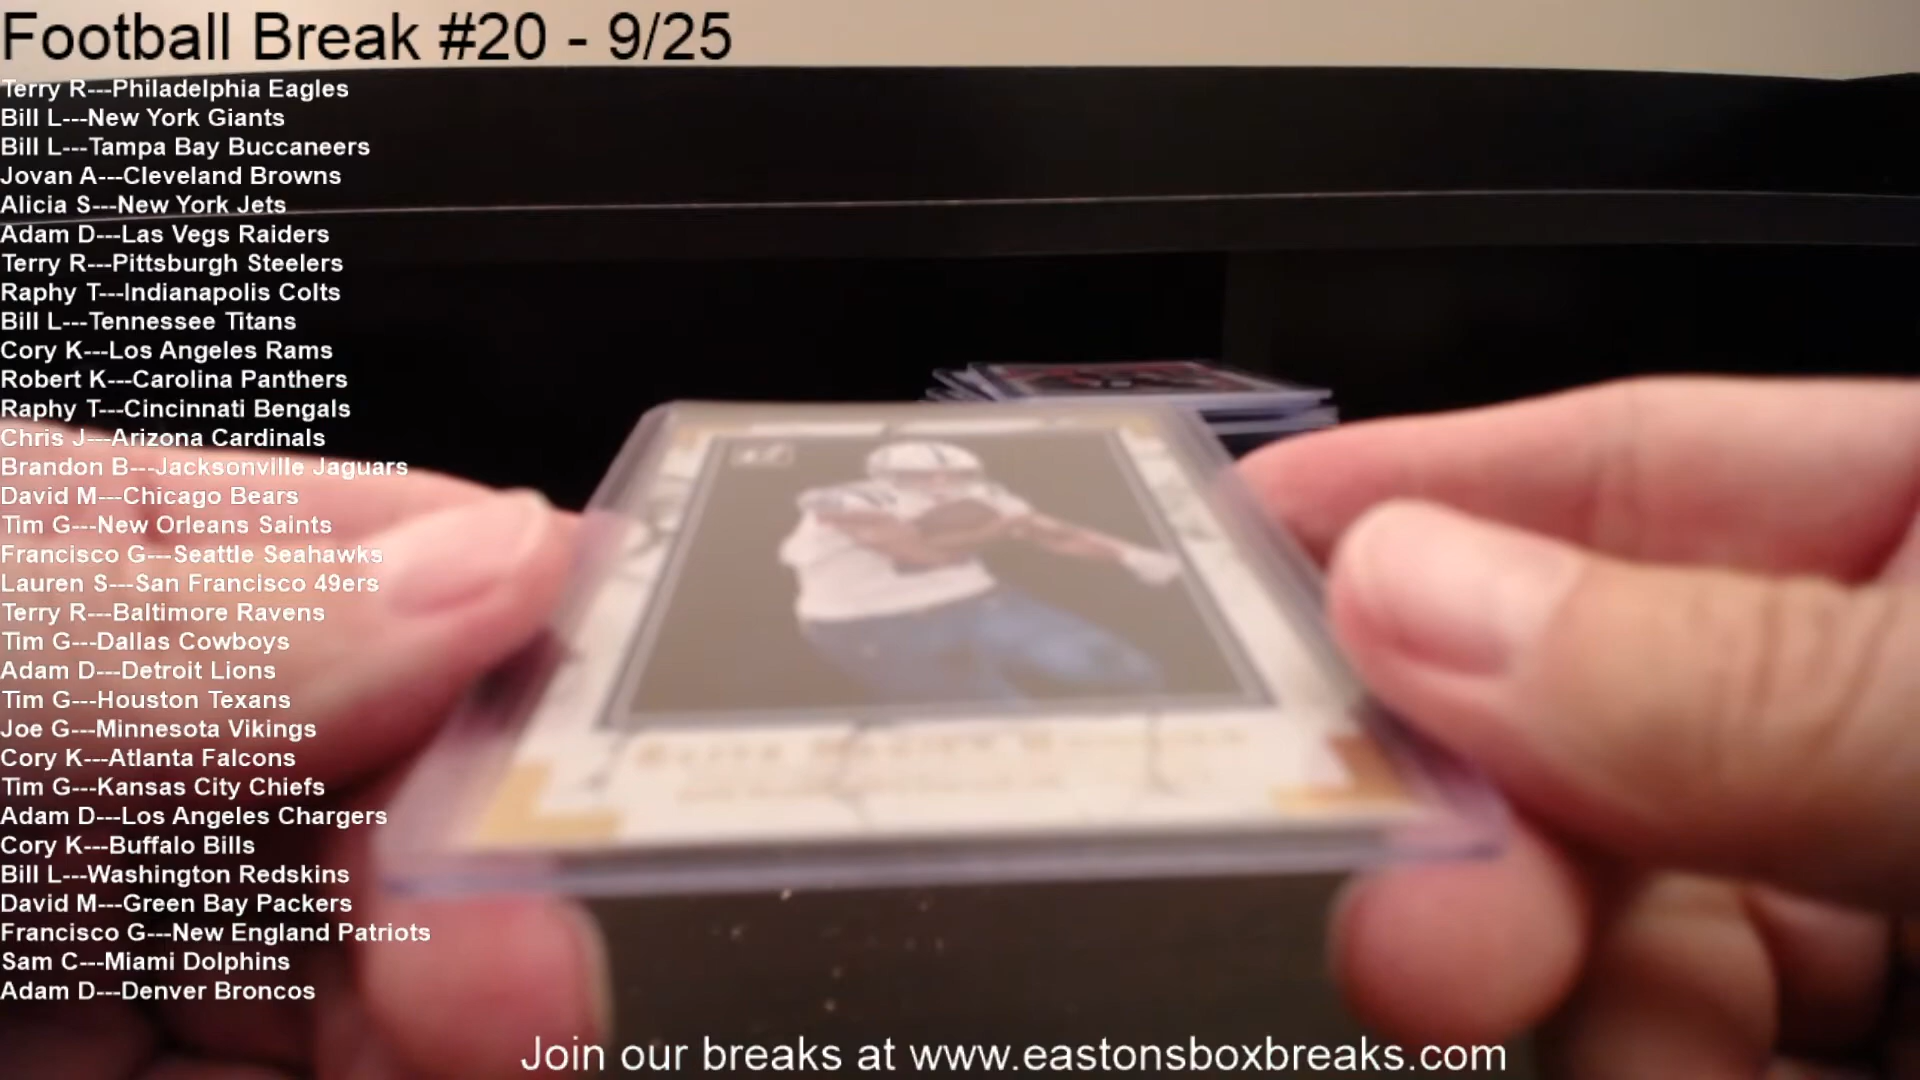 Football Break #20 - 9/25
Terry R---Philadelphia Eagles
Bill L---New York Giants
Bill L---Tampa Bay Buccaneers
Jovan A---Cleveland Browns
Alicia S---New York Jets
Adam D---Las Vegs Raiders
Terry R---Pittsburgh Steelers
Raphy T---Indianapolis Colts
Bill L---Tennessee Titans
Cory K---Los Angeles Rams
Robert K---Carolina Panthers
Raphy T---Cincinnati Bengals
Chris J---Arizona Cardinals
Brandon B---Jacksonville Jaguars
David M---Chicago Bears
Tim G---New Orleans Saints
Francisco G---Seattle Seahawks
Lauren S---San Francisco 49ers
Terry R---Baltimore Ravens
Tim G---Dallas Cowboys
Adam D---Detroit Lions
Tim G---Houston Texans
Joe G---Minnesota Vikings
Cory K---Atlanta Falcons
Tim G---Kansas City Chiefs
Adam D---Los Angeles Chargers
Cory K---Buffalo Bills
Bill L---Washington Redskins
David M---Green Bay Packers
Francisco G---New England Patriots
Sam C---Miami Dolphins
Adam D---Denver Broncos
Join our breaks at www.eastonsboxbreaks.com